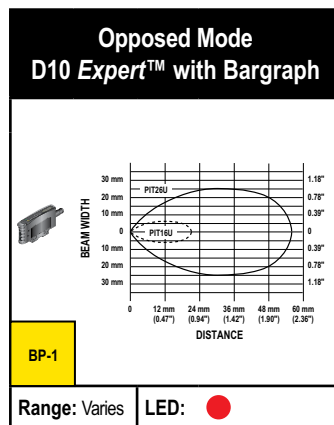 Opposed Mode
D10 Expert™ with Bargraph
BEAM WIDTH
30 mm
20 mm
10 mm
0
10 mm
20 mm
30 mm
PIT26U
PIT16U
1.18"
0.78"
0.39"
0
0.39"
0.78"
1.18"
0 12 mm 24 mm 36 mm 48 mm 60 mm
(0.47") (0.94") (1.42") (1.90") (2.36")
DISTANCE
BP-1
Range: Varies LED: